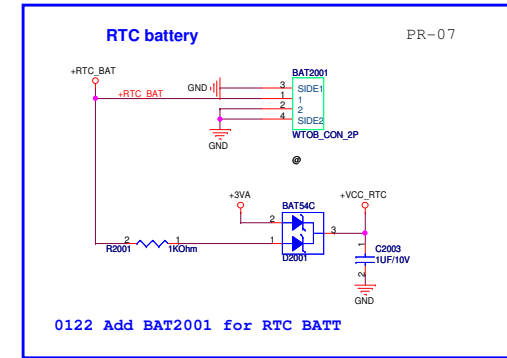 RTC battery
PR-07
+RTC_BAT
BAT2001
GND
3
SIDE1
+RTC_BAT
1
1
2
2
4
SIDE2
GND
WTOB_CON_2P
@
+3VA
BAT54C
+VCC_RTC
2
3
2
1
1
R2001
1KOhm
D2001
1
C2003
1UF/10V
2
GND
0122 Add BAT2001 for RTC BATT